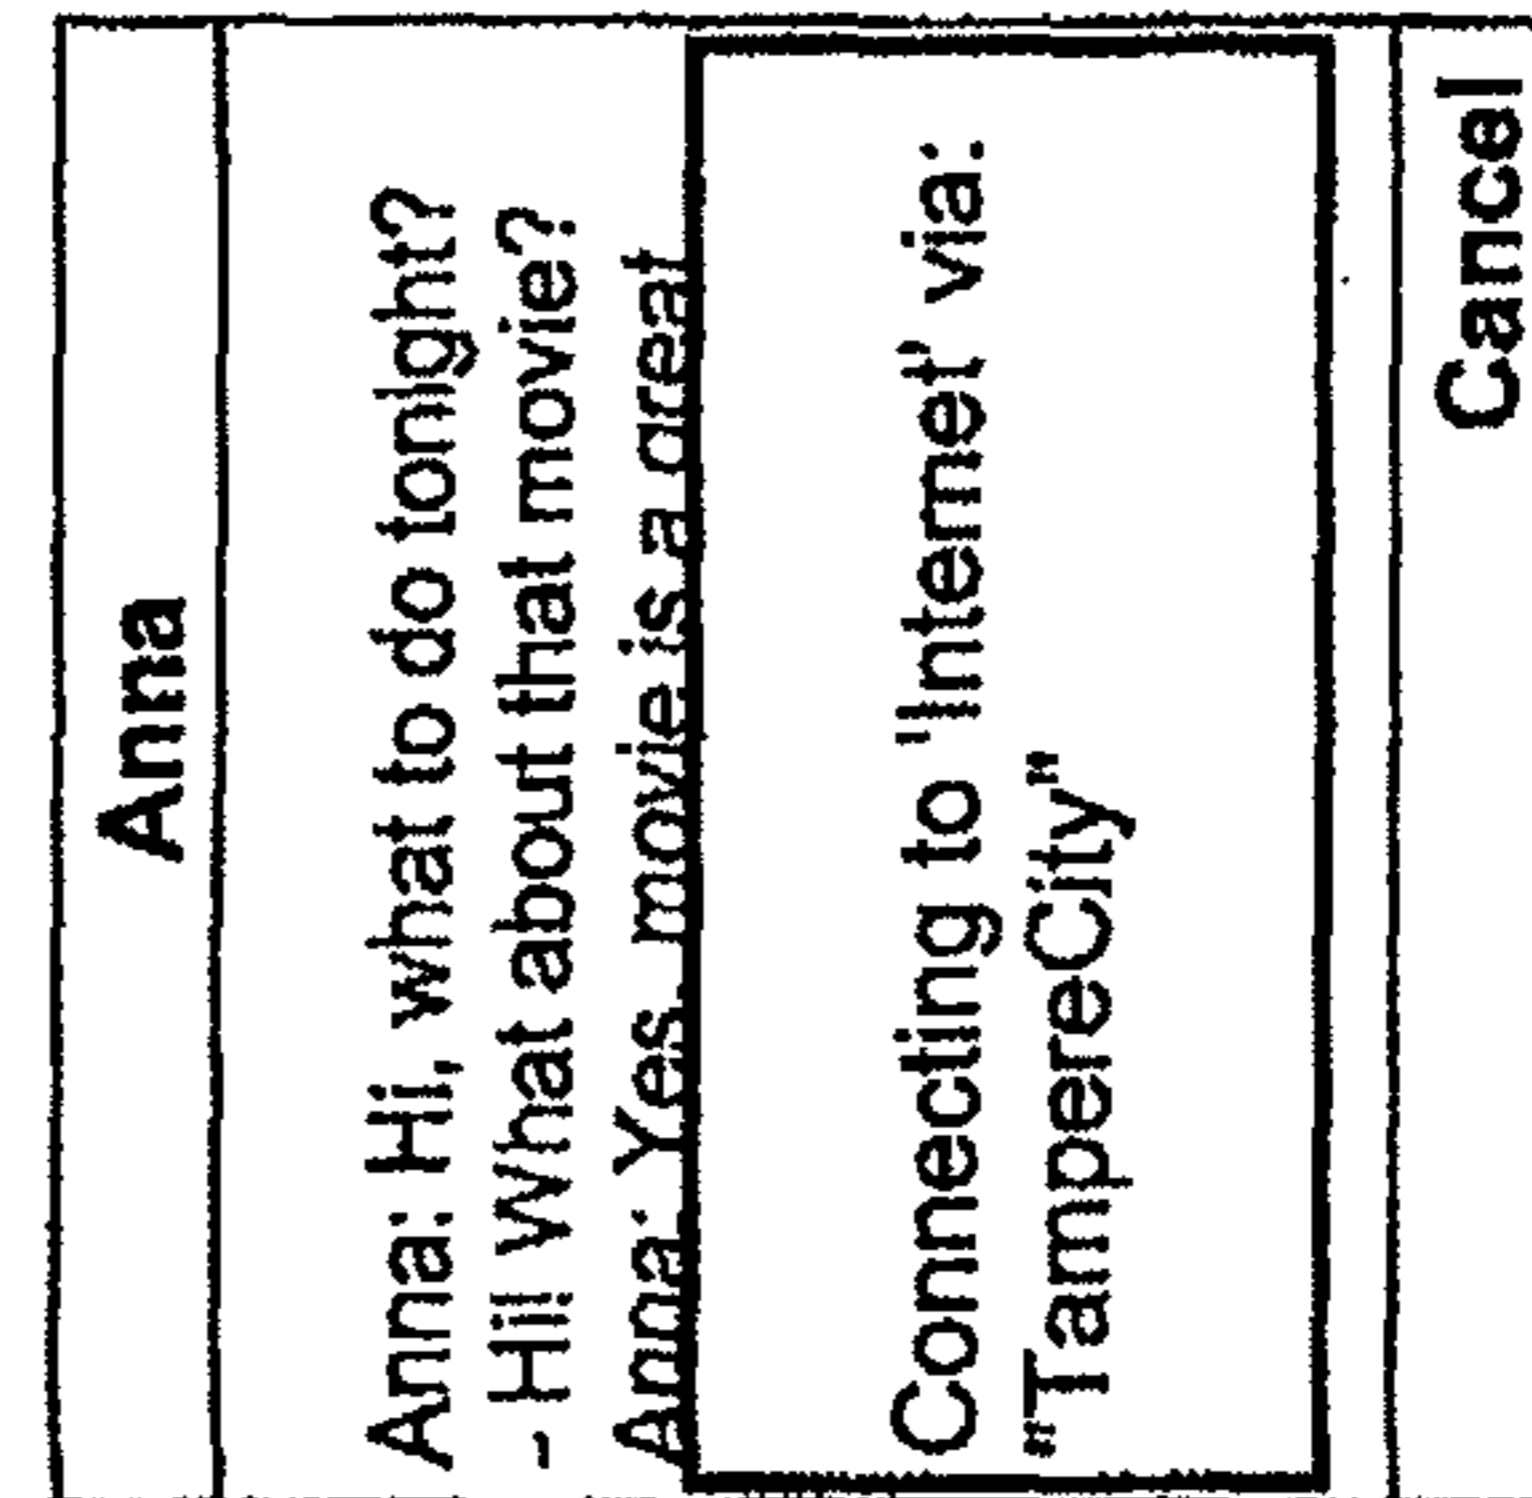 Anna
Anna: Hi, what to do tonight?
- Hi! What about that movie?
Anna: Yes, movie is a great
Connecting to 'Internet' via:
"TampereCity"
Cancel